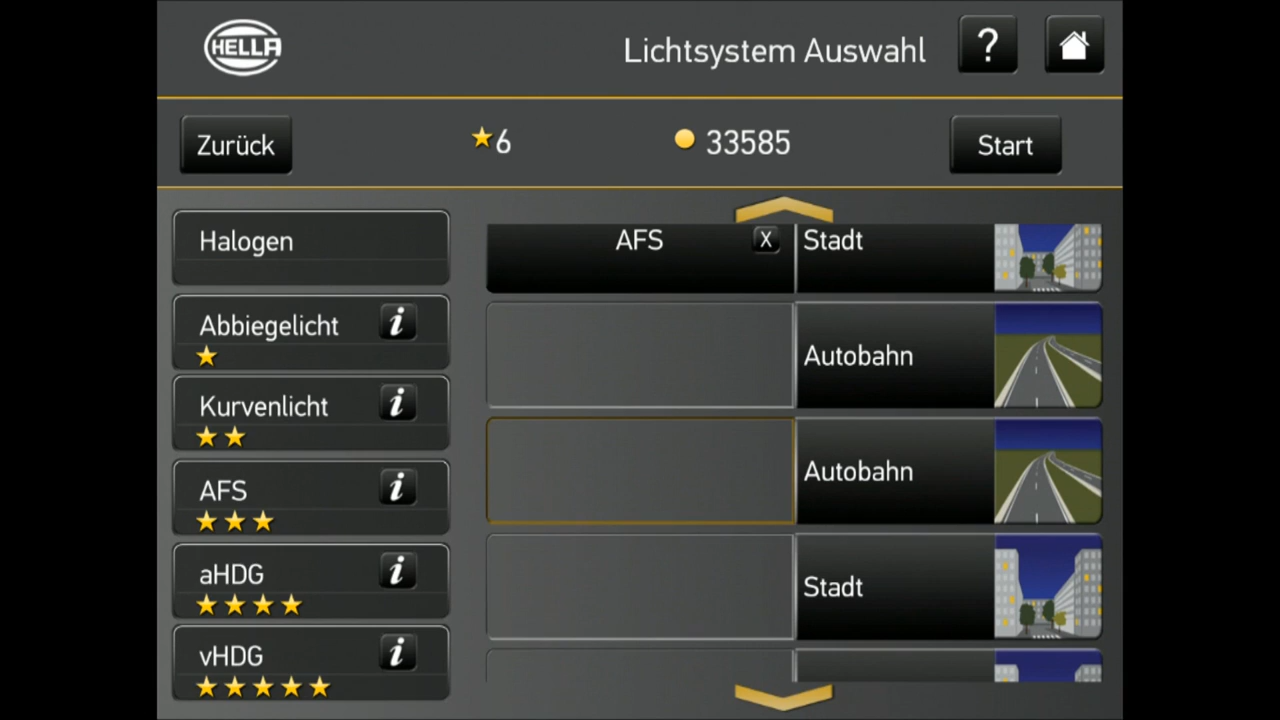 HELLA
Lichtsystem Auswahl
?
Zurück
6
33585
Start
Halogen
Abbiegelicht
i
Kurvenlicht
i
AFS
i
aHDG
i
vHDG
i
AFS
X
Stadt
Autobahn
Autobahn
Stadt